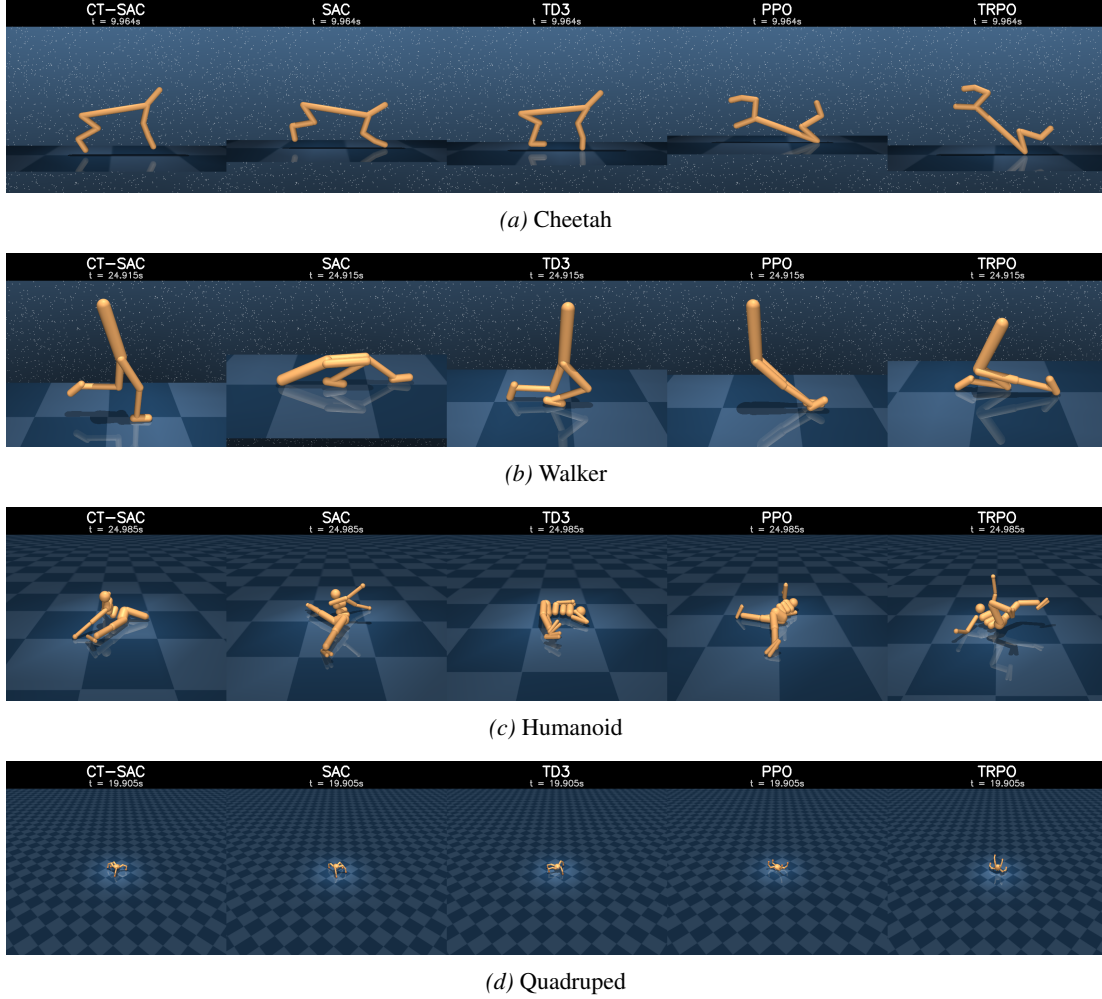 CT-SAC SAC TD3 PPO TRPO
t = 9.964s t = 9.964s t = 9.964s t = 9.964s t = 9.964s
(a) Cheetah
CT-SAC SAC TD3 PPO TRPO
t = 24.915s t = 24.915s t = 24.915s t = 24.915s t = 24.915s
(b) Walker
CT-SAC SAC TD3 PPO TRPO
t = 24.985s t = 24.985s t = 24.985s t = 24.985s t = 24.985s
(c) Humanoid
CT-SAC SAC TD3 PPO TRPO
t = 19.905s t = 19.905s t = 19.905s t = 19.905s t = 19.905s
(d) Quadruped